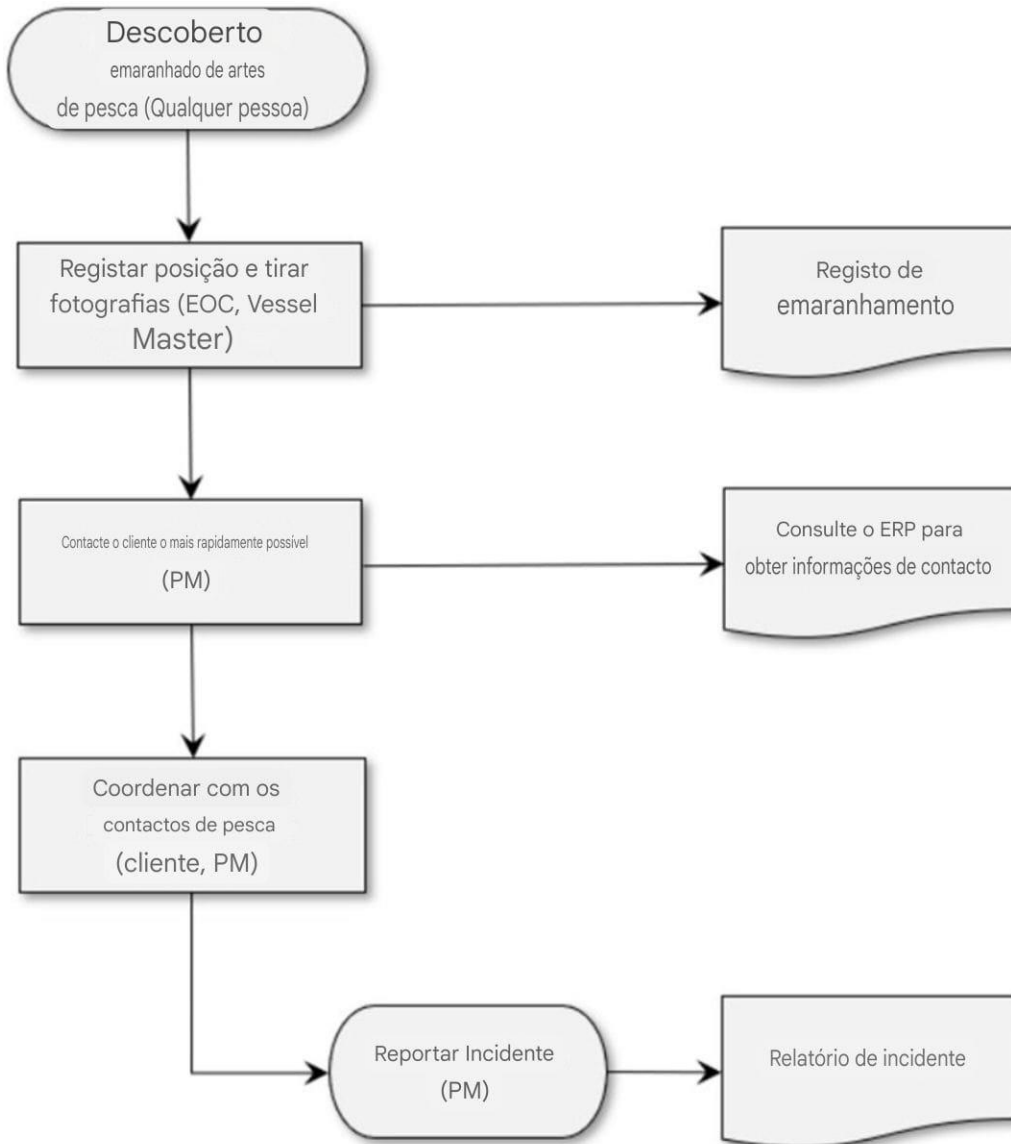 Descoberto
emaranhado de artes
de pesca (Qualquer pessoa)
Registar posição e tirar
fotografias (EOC, Vessel
Master)
Registo de
emaranhamento
Contacte o cliente o mais rapidamente possível
(PM)
Consulte o ERP para
obter informações de contacto
Coordenar com os
contactos de pesca
(cliente, PM)
Reportar Incidente
(PM)
Relatório de incidente